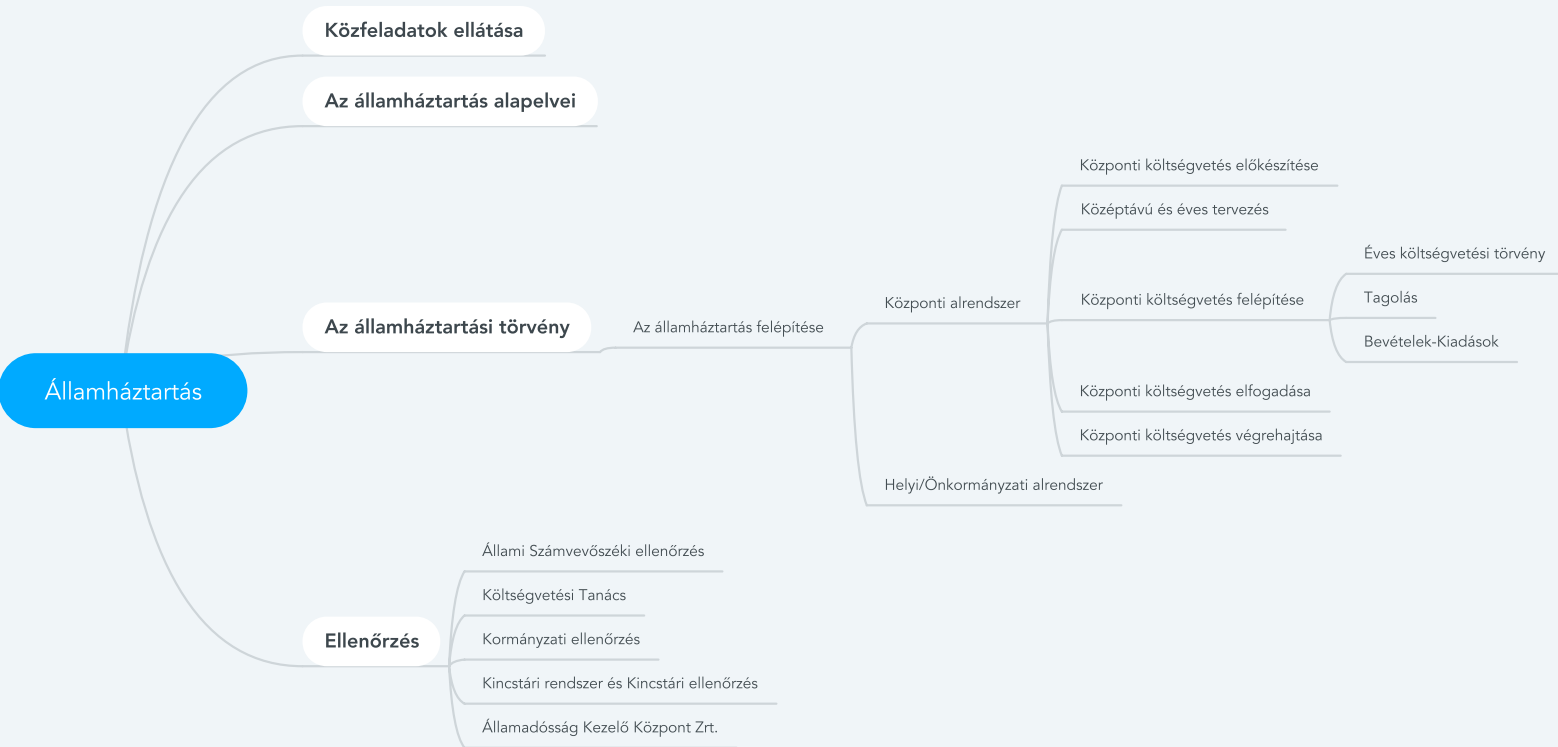 Államháztartás
Közfeladatok ellátása
Az államháztartás alapelvei
Az államháztartási törvény
Az államháztartás felépítése
Központi alrendszer
Központi költségvetés előkészítése
Középtávú és éves tervezés
Központi költségvetés felépítése
Éves költségvetési törvény
Tagolás
Bevételek-Kiadások
Központi költségvetés elfogadása
Központi költségvetés végrehajtása
Helyi/Önkormányzati alrendszer
Ellenőrzés
Állami Számvevőszéki ellenőrzés
Költségvetési Tanács
Kormányzati ellenőrzés
Kincstári rendszer és Kincstári ellenőrzés
Államadósság Kezelő Központ Zrt.